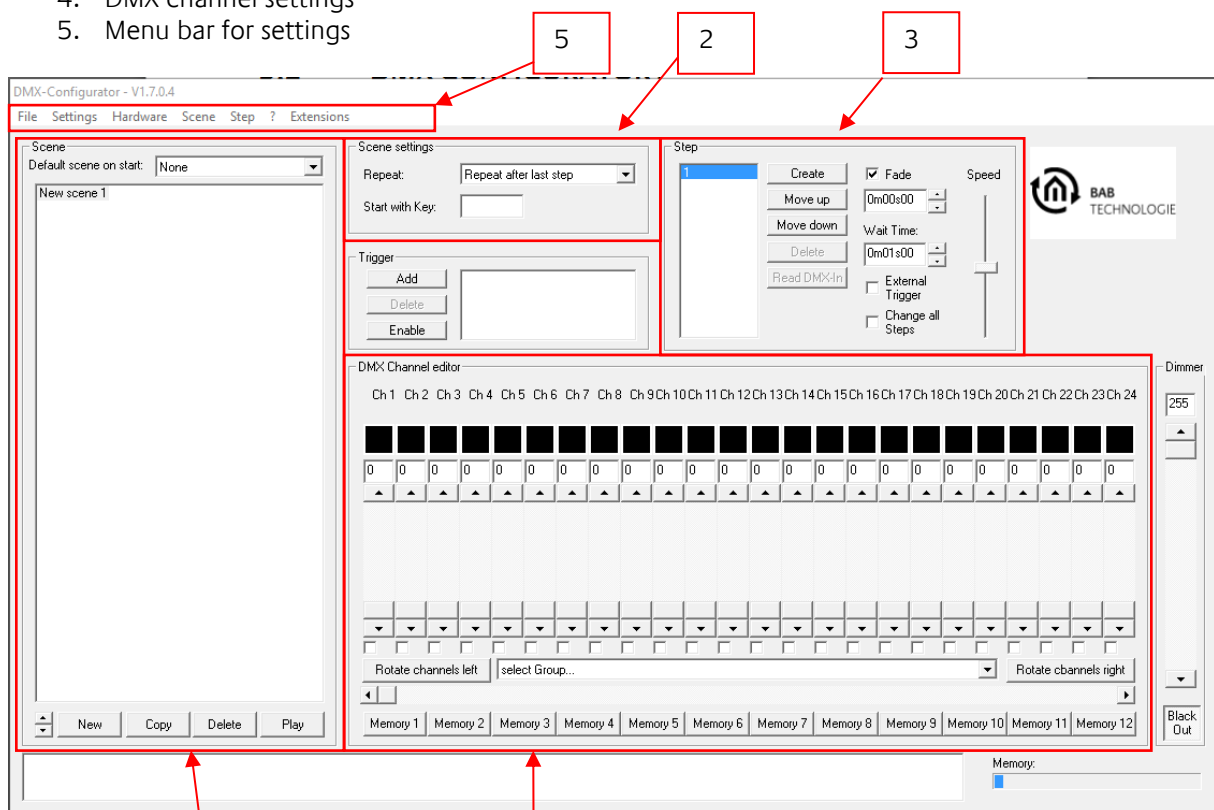 4. DMX channel settings
5. Menu bar for settings
5
2
3
DMX-Configurator - V1.7.0.4
File Settings Hardware Scene Step ? Extensions
Scene
Default scene on start: None
New scene 1
New Copy Delete Play
Scene settings
Repeat: Repeat after last step
Start with Key:
Trigger
Add
Delete
Enable
Step
1
Create
Move up
Move down
Delete
Read DMX-In
Fade
0m00s00
Wait Time:
0m01s00
External
Trigger
Change all
Steps
Speed
BAB
TECHNOLOGIE
DMX Channel editor
Ch 1 Ch 2 Ch 3 Ch 4 Ch 5 Ch 6 Ch 7 Ch 8 Ch 9 Ch 10 Ch 11 Ch 12 Ch 13 Ch 14 Ch 15 Ch 16 Ch 17 Ch 18 Ch 19 Ch 20 Ch 21 Ch 22 Ch 23 Ch 24
0 0 0 0 0 0 0 0 0 0 0 0 0 0 0 0 0 0 0 0 0 0 0 0
Rotate channels left select Group... Rotate cbannels right
Memory 1 Memory 2 Memory 3 Memory 4 Memory 5 Memory 6 Memory 7 Memory 8 Memory 9 Memory 10 Memory 11 Memory 12
Dimmer
255
Black
Out
Memory: